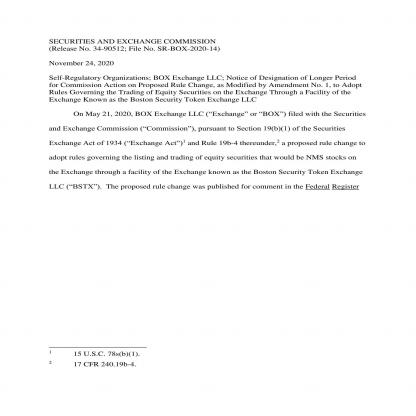 SECURITIES AND EXCHANGE COMMISSION
(Release No. 34-90512; File No. SR-BOX-2020-14)
November 24, 2020
Self-Regulatory Organizations; BOX Exchange LLC; Notice of Designation of Longer Period
for Commission Action on Proposed Rule Change, as Modified by Amendment No. 1, to Adopt
Rules Governing the Trading of Equity Securities on the Exchange Through a Facility of the
Exchange Known as the Boston Security Token Exchange LLC
On May 21, 2020, BOX Exchange LLC (“Exchange” or “BOX”) filed with the Securities
and Exchange Commission (“Commission”), pursuant to Section 19(b)(1) of the Securities
Exchange Act of 1934 (“Exchange Act”)1 and Rule 19b-4 thereunder,2 a proposed rule change to
adopt rules governing the listing and trading of equity securities that would be NMS stocks on
the Exchange through a facility of the Exchange known as the Boston Security Token Exchange
LLC (“BSTX”). The proposed rule change was published for comment in the Federal Register
1 15 U.S.C. 78s(b)(1).
2 17 CFR 240.19b-4.